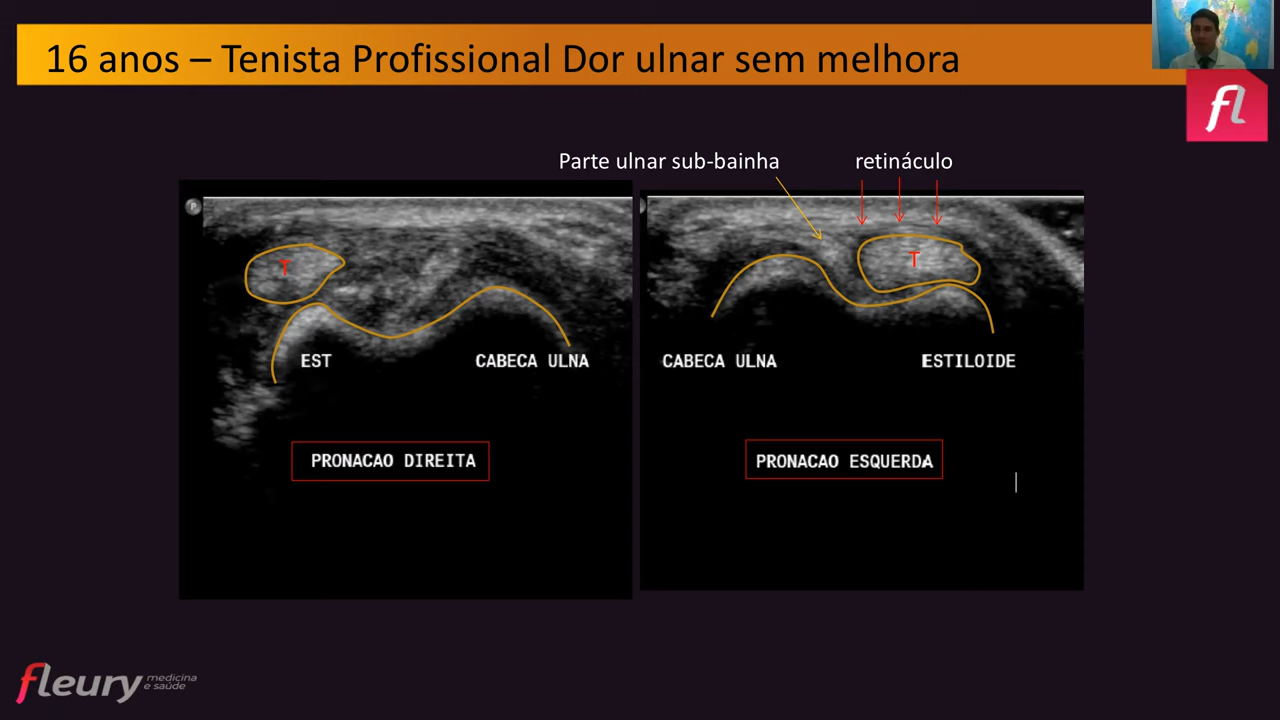 16 anos – Tenista Profissional Dor ulnar sem melhora
fl
Parte ulnar sub-bainha
retináculo
P
T
T
EST
CABECA ULNA
CABECA ULNA
ESTILOIDE
PRONACAO DIREITA
PRONACAO ESQUERDA
fleury medicina
e saúde